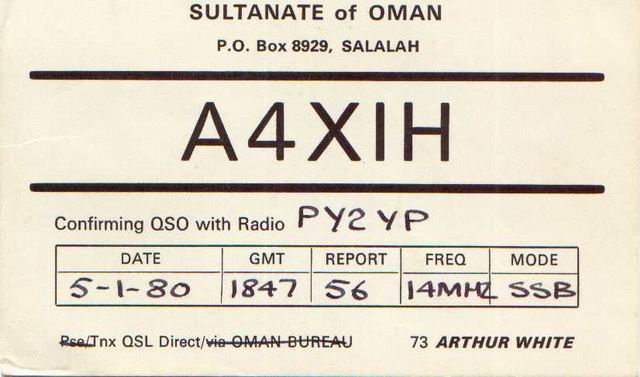 SULTANATE of OMAN
P.O. Box 8929, SALALAH
A4XIH
Confirming QSO with Radio PY2YP
DATE GMT REPORT FREQ MODE
5-1-80 1847 56 14MHZ SSB
Pse/Tnx QSL Direct/via OMAN BUREAU 73 ARTHUR WHITE